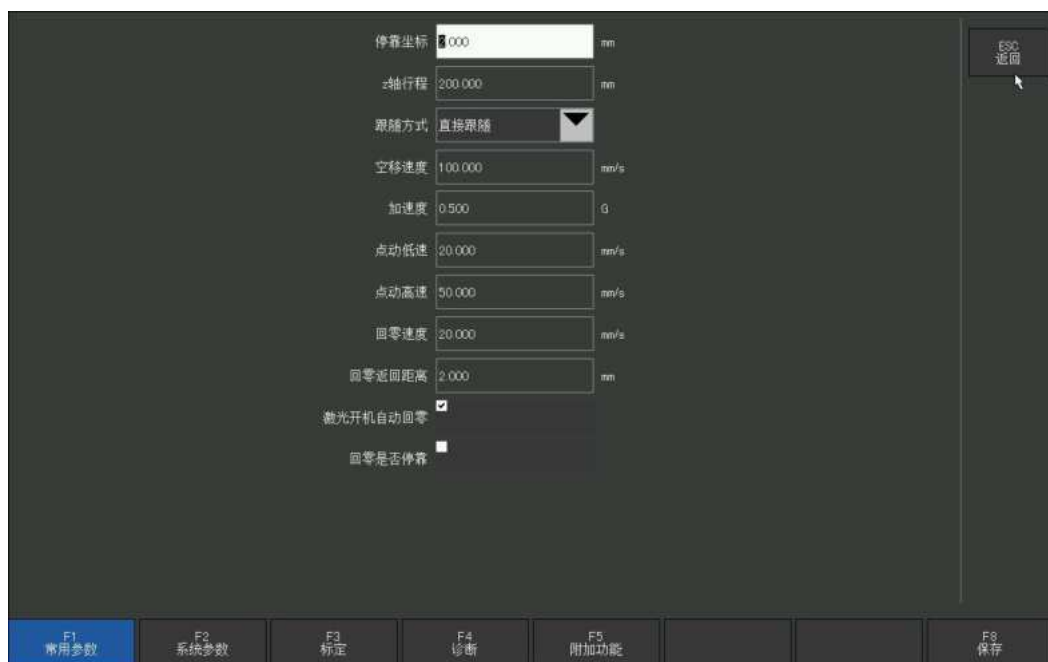 停靠坐标 2.000 mm
ESC
返回
z轴行程 200.000 mm
跟随方式 直接跟随
空移速度 100.000 mm/s
加速度 0.500 G
点动低速 20.000 mm/s
点动高速 50.000 mm/s
回零速度 20.000 mm/s
回零返回距离 2.000 mm
激光开机自动回零
回零是否停靠
F1
常用参数
F2
系统参数
F3
标定
F4
诊断
F5
附加功能
F8
保存